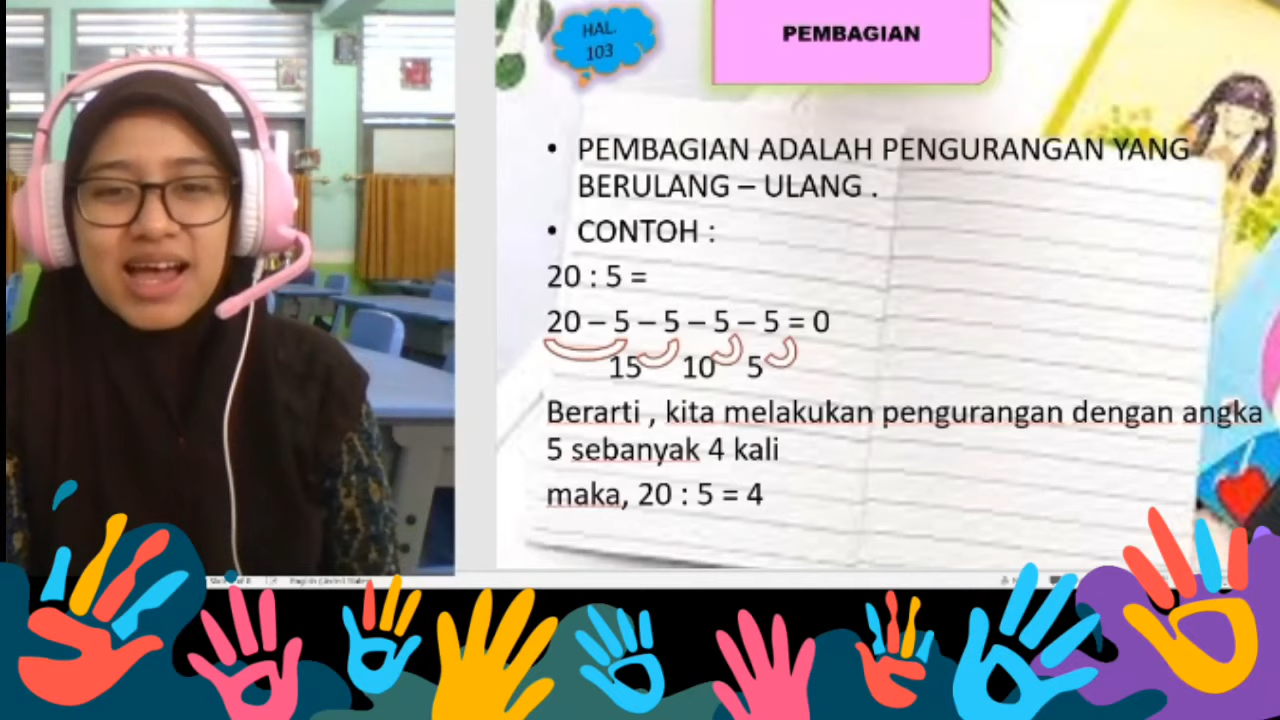 HAL.
103
PEMBAGIAN
• PEMBAGIAN ADALAH PENGURANGAN YANG
BERULANG – ULANG .
• CONTOH :
20 : 5 =
20 – 5 – 5 – 5 – 5 = 0
15 10 5
Berarti , kita melakukan pengurangan dengan angka
5 sebanyak 4 kali
maka, 20 : 5 = 4